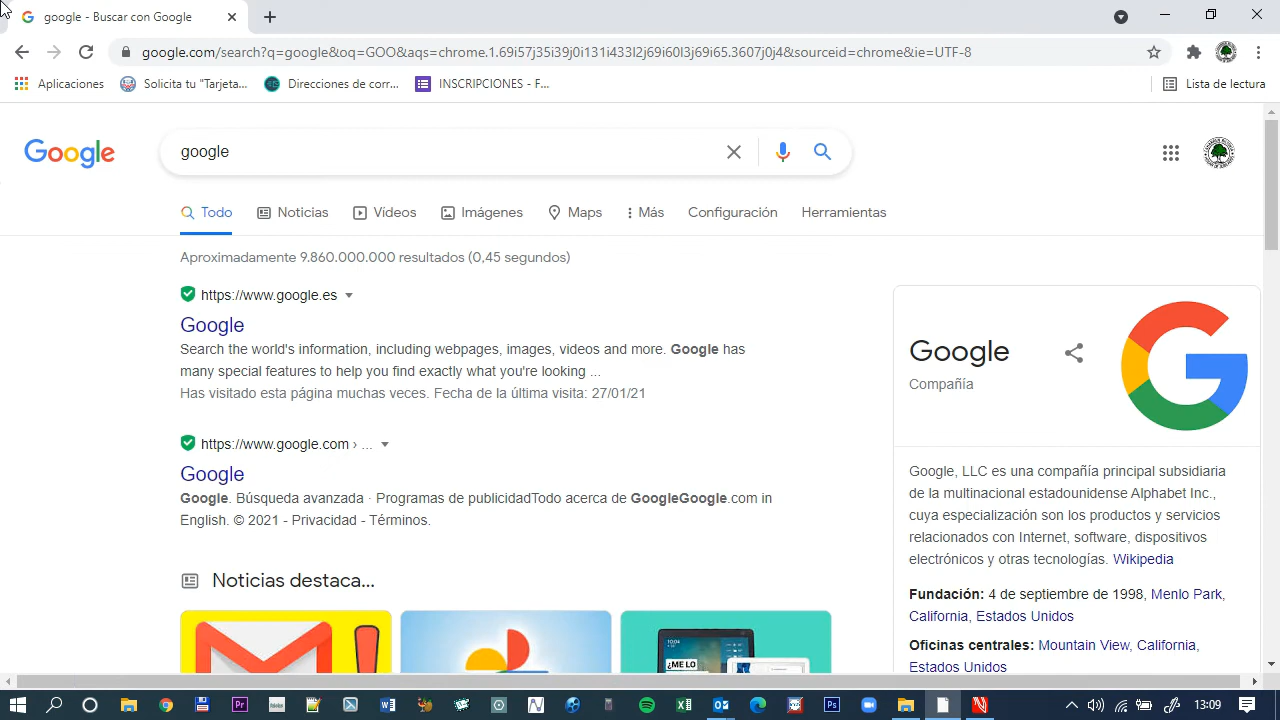 google - Buscar con Google
google.com/search?q=google&oq=GOO&aqs=chrome.1.69i57j35i39j0i131i433l2j69i60l3j69i65.3607j0j4&sourceid=chrome&ie=UTF-8
Aplicaciones Solicita tu "Tarjeta... Direcciones de corr... INSCRIPCIONES - F... Lista de lectura
Google google
Todo Noticias Vídeos Imágenes Maps Más Configuración Herramientas
Aproximadamente 9.860.000.000 resultados (0,45 segundos)
https://www.google.es
Google
Search the world's information, including webpages, images, videos and more. Google has
many special features to help you find exactly what you're looking ...
Has visitado esta página muchas veces. Fecha de la última visita: 27/01/21
https://www.google.com › ...
Google
Google. Búsqueda avanzada · Programas de publicidadTodo acerca de GoogleGoogle.com in
English. © 2021 - Privacidad - Términos.
Noticias destaca...
10:04
¿ME LO
Google
Compañía
Google, LLC es una compañía principal subsidiaria
de la multinacional estadounidense Alphabet Inc.,
cuya especialización son los productos y servicios
relacionados con Internet, software, dispositivos
electrónicos y otras tecnologías. Wikipedia
Fundación: 4 de septiembre de 1998, Menlo Park,
California, Estados Unidos
Oficinas centrales: Mountain View, California,
Estados Unidos
13:09